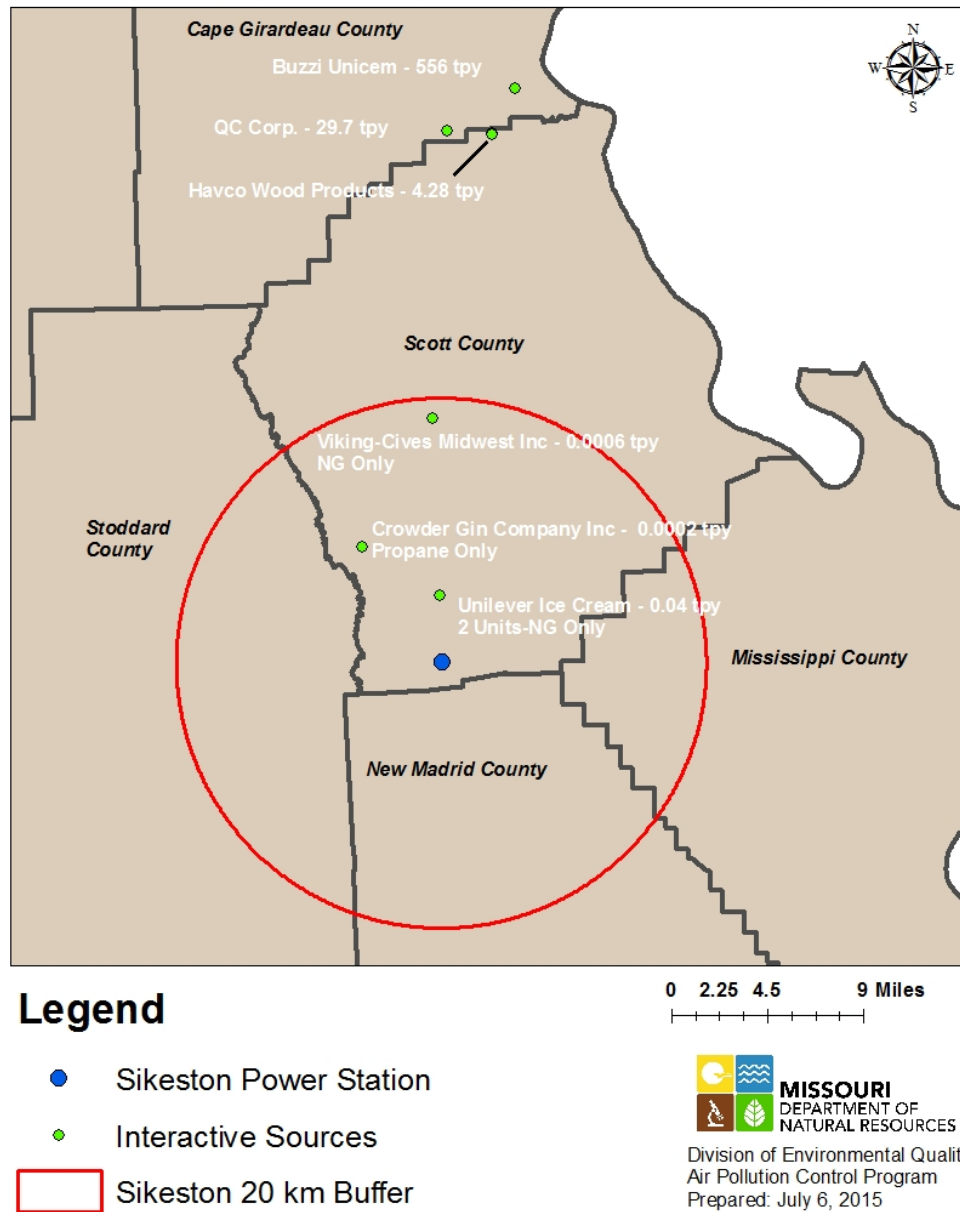 Cape Girardeau County
N
Buzzi Unicem - 556 tpy
W
E
S
QC Corp. - 29.7 tpy
Havco Wood Products - 4.28 tpy
Scott County
Viking-Cives Midwest Inc - 0.0006 tpy
NG Only
Stoddard
County
Crowder Gin Company Inc - 0.0002 tpy
Propane Only
Unilever Ice Cream - 0.04 tpy
2 Units-NG Only
Mississippi County
New Madrid County
Legend
0 2.25 4.5 9 Miles
Sikeston Power Station
Interactive Sources
Sikeston 20 km Buffer
MISSOURI
DEPARTMENT OF
NATURAL RESOURCES
Division of Environmental Qualit
Air Pollution Control Program
Prepared: July 6, 2015